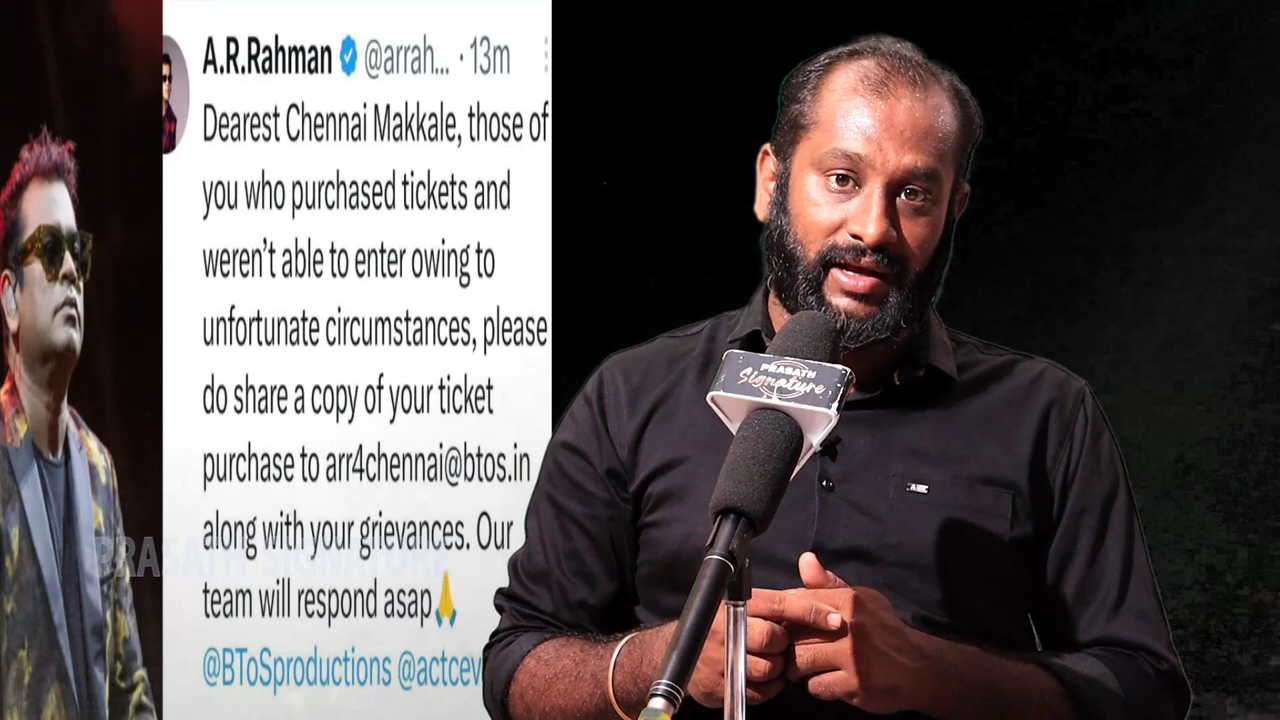 A.R.Rahman @arrah... · 13m
Dearest Chennai Makkale, those of
you who purchased tickets and
weren't able to enter owing to
unfortunate circumstances, please
do share a copy of your ticket
purchase to arr4chennai@btos.in
along with your grievances. Our
team will respond asap🙏
@BToSproductions @actcev
PRASATH SIGNATURE
PRASATH
Signature